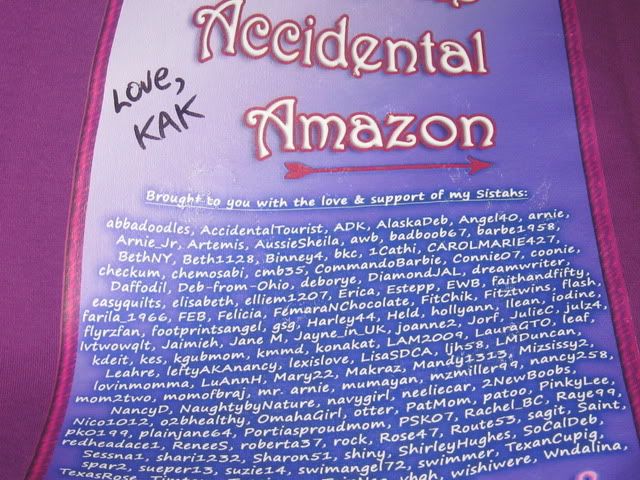 Accidental
Amazon
Love,
KAK
Brought to you with the love & support of my Sistahs:
abbadoodles, AccidentalTourist, ADK, AlaskaDeb, Angel40, arnie,
Arnie_Jr, Artemis, AussieSheila, awb, badboob67, barbe1958,
BethNY, Beth1128, Binney4, bkc, 1Cathi, CAROLMARIE427,
checkum, chemosabi, cmb35, CommandoBarbie, Connie07, coonie,
Daffodil, Deb-from-Ohio, deborye, DiamondJAL, dreamwriter,
easyquilts, elisabeth, elliem1207, Erica, Estepp, EWB, faithandfifty,
farila_1966, FEB, Felicia, FemaraNChocolate, FitChik, Fitztwins, flash,
flyrzfan, footprintsangel, gsg, Harley44, Held, hollyann, Ilean, iodine,
lvtwowqlt, Jaimieh, Jane M, Jayne_in_UK, joanne2, Jorf, JulieC, julz4,
kdeit, kes, kgubmom, kmmd, konakat, LAM2009, LauraGTO, leaf,
Leahre, leftyAKAnancy, lexislove, LisaSDCA, ljh58, LMDuncan,
lovinmomma, LuAnnH, Mary22, Makraz, Mandy1313, Mizsissy2,
mom2two, momofbraj, mr. arnie, mumayan, mzmiller99, nancy258,
NancyD, NaughtybyNature, navygirl, neeliecar, 2NewBoobs,
Nico1012, o2bhealthy, OmahaGirl, otter, PatMom, patoo, PinkyLee,
pk0199, plainjane64, Portiasproudmom, PSK07, Rachel_BC, Raye99,
redheadace1, ReneeS, roberta37, rock, Rose47, Route53, sagit, Saint,
Sessna1, shari1232, Sharon51, shiny, ShirleyHughes, SoCalDeb,
spar2, sueper13, suzie14, swimangel72, swimmer, TexanCupig,
TexasRose, vbgh, wishiwere, Wndalina,